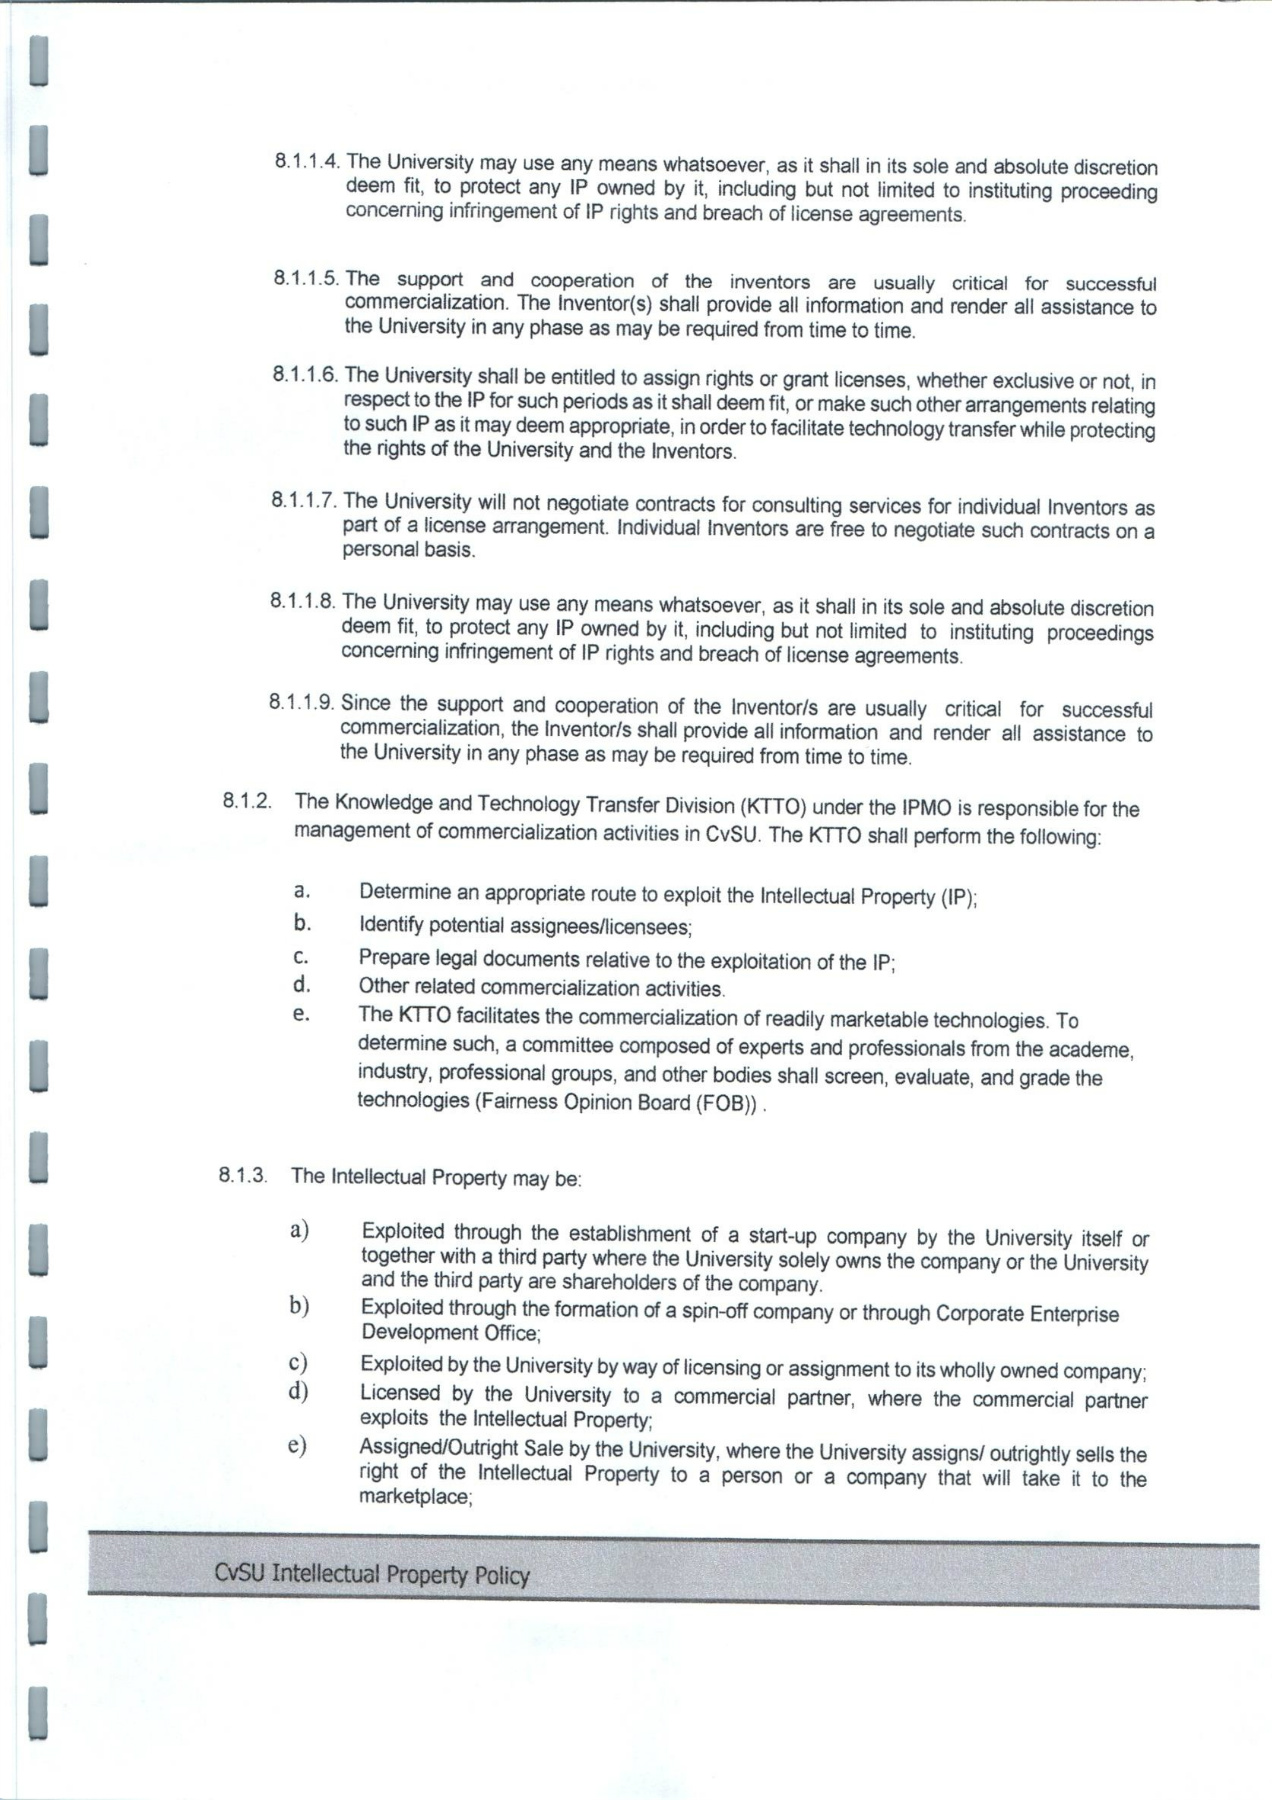 8.1.1.4. The University may use any means whatsoever, as it shall in its sole and absolute discretion
deem fit, to protect any IP owned by it, including but not limited to instituting proceeding
concerning infringement of IP rights and breach of license agreements.
8.1.1.5. The support and cooperation of the inventors are usually critical for successful
commercialization. The Inventor(s) shall provide all information and render all assistance to
the University in any phase as may be required from time to time.
8.1.1.6. The University shall be entitled to assign rights or grant licenses, whether exclusive or not, in
respect to the IP for such periods as it shall deem fit, or make such other arrangements relating
to such IP as it may deem appropriate, in order to facilitate technology transfer while protecting
the rights of the University and the Inventors.
8.1.1.7. The University will not negotiate contracts for consulting services for individual Inventors as
part of a license arrangement. Individual Inventors are free to negotiate such contracts on a
personal basis.
8.1.1.8. The University may use any means whatsoever, as it shall in its sole and absolute discretion
deem fit, to protect any IP owned by it, including but not limited to instituting proceedings
concerning infringement of IP rights and breach of license agreements.
8.1.1.9. Since the support and cooperation of the Inventor/s are usually critical for successful
commercialization, the Inventor/s shall provide all information and render all assistance to
the University in any phase as may be required from time to time.
8.1.2. The Knowledge and Technology Transfer Division (KTTO) under the IPMO is responsible for the
management of commercialization activities in CvSU. The KTTO shall perform the following:
a. Determine an appropriate route to exploit the Intellectual Property (IP);
b. Identify potential assignees/licensees;
c. Prepare legal documents relative to the exploitation of the IP;
d. Other related commercialization activities.
e. The KTTO facilitates the commercialization of readily marketable technologies. To
determine such, a committee composed of experts and professionals from the academe,
industry, professional groups, and other bodies shall screen, evaluate, and grade the
technologies (Fairness Opinion Board (FOB)) .
8.1.3. The Intellectual Property may be:
a) Exploited through the establishment of a start-up company by the University itself or
together with a third party where the University solely owns the company or the University
and the third party are shareholders of the company.
b) Exploited through the formation of a spin-off company or through Corporate Enterprise
Development Office;
c) Exploited by the University by way of licensing or assignment to its wholly owned company;
d) Licensed by the University to a commercial partner, where the commercial partner
exploits the Intellectual Property;
e) Assigned/Outright Sale by the University, where the University assigns/ outrightly sells the
right of the Intellectual Property to a person or a company that will take it to the
marketplace;
CvSU Intellectual Property Policy